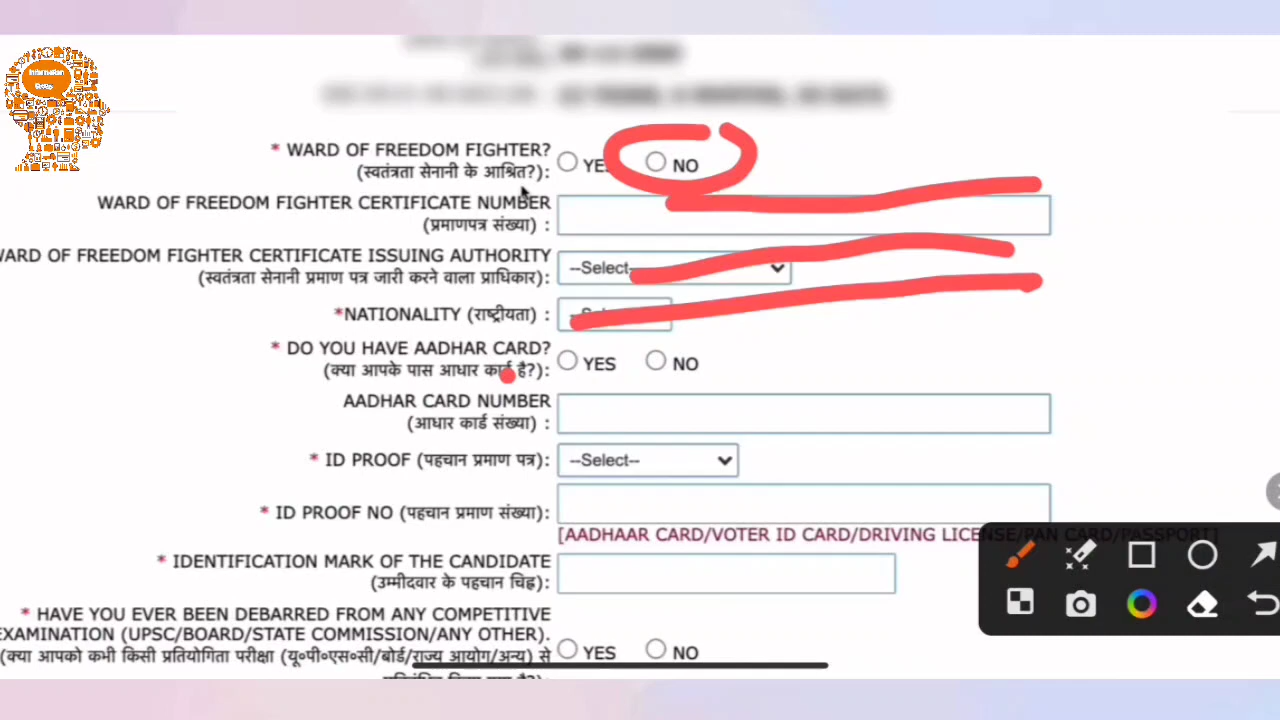 Information
* WARD OF FREEDOM FIGHTER?
(स्वतंत्रता सेनानी के आश्रित?):
YES
NO
WARD OF FREEDOM FIGHTER CERTIFICATE NUMBER
(प्रमाणपत्र संख्या) :
WARD OF FREEDOM FIGHTER CERTIFICATE ISSUING AUTHORITY
(स्वतंत्रता सेनानी प्रमाण पत्र जारी करने वाला प्राधिकार) :
--Select--
*NATIONALITY (राष्ट्रीयता) :
* DO YOU HAVE AADHAR CARD?
(क्या आपके पास आधार कार्ड है?):
YES
NO
AADHAR CARD NUMBER
(आधार कार्ड संख्या) :
* ID PROOF (पहचान प्रमाण पत्र):
--Select--
* ID PROOF NO (पहचान प्रमाण संख्या):
[AADHAAR CARD/VOTER ID CARD/DRIVING LICENSE/PAN CARD/PASSPORT]
* IDENTIFICATION MARK OF THE CANDIDATE
(उम्मीदवार के पहचान चिह्न):
* HAVE YOU EVER BEEN DEBARRED FROM ANY COMPETITIVE
EXAMINATION (UPSC/BOARD/STATE COMMISSION/ANY OTHER).
(क्या आपको कभी किसी प्रतियोगिता परीक्षा (यू०पी०एस०सी/बोर्ड/राज्य आयोग/अन्य) से
YES
NO